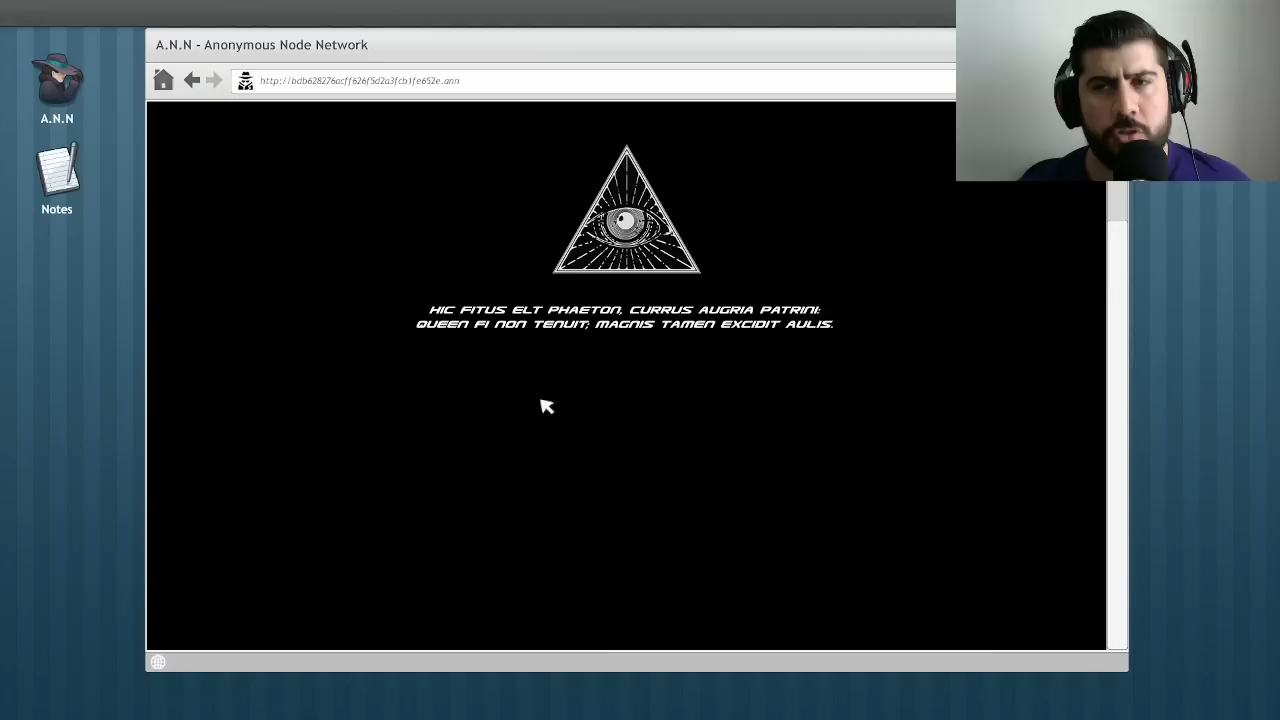 A.N.N - Anonymous Node Network
http://bdb628276acff626f5d2a3fcb1fe652e.ann
A.N.N
Notes
HIC FITUS ELT PHAETON, CURRUS AUGRIA PATRINI:
QUEEN FI NON TENUIT; MAGNIS TAMEN EXCIDIT AULIS.